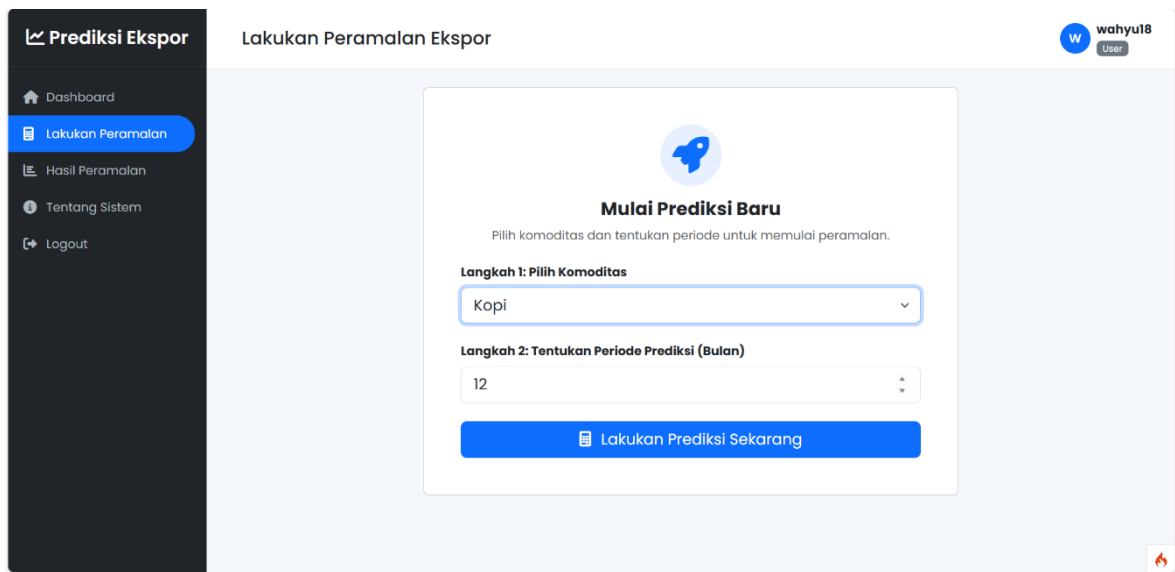 Prediksi Ekspor
Dashboard
Lakukan Peramalan
Hasil Peramalan
Tentang Sistem
Logout
Lakukan Peramalan Ekspor
W
wahyu18
User
Mulai Prediksi Baru
Pilih komoditas dan tentukan periode untuk memulai peramalan.
Langkah 1: Pilih Komoditas
Kopi
Langkah 2: Tentukan Periode Prediksi (Bulan)
12
Lakukan Prediksi Sekarang